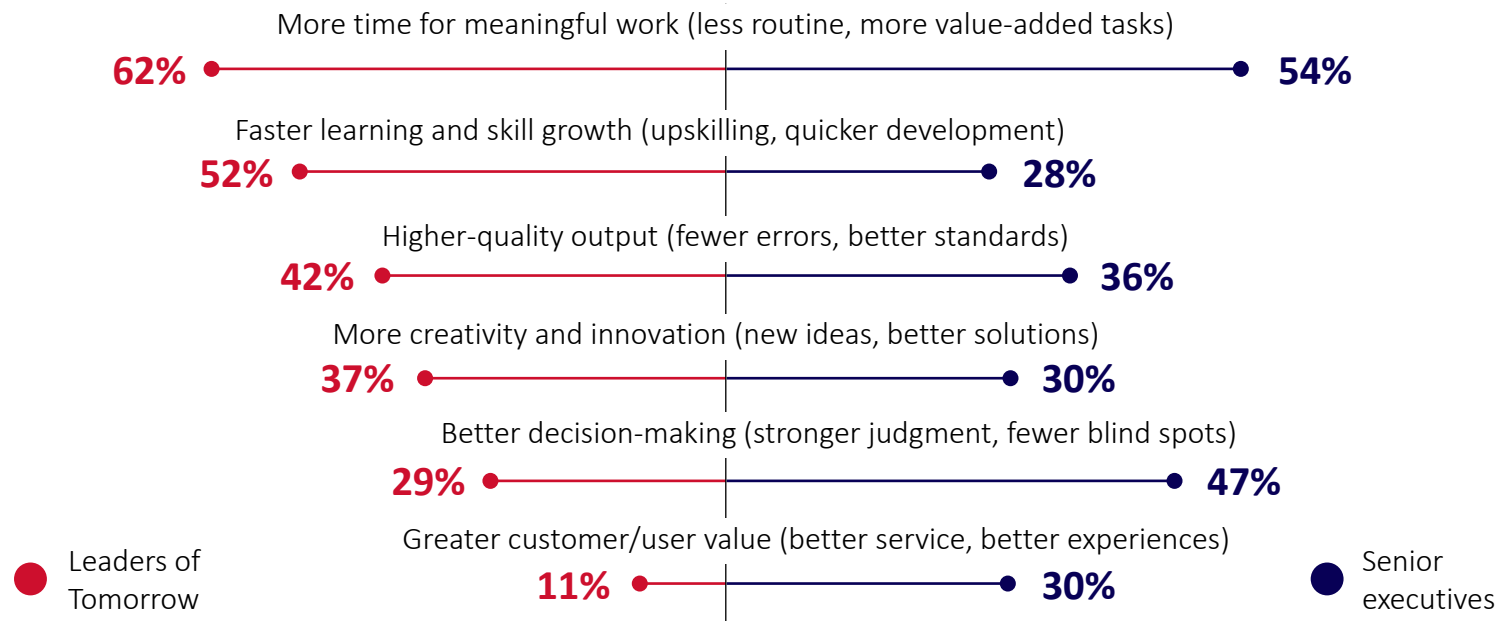 More time for meaningful work (less routine, more value-added tasks)
62%
54%
Faster learning and skill growth (upskilling, quicker development)
52%
28%
Higher-quality output (fewer errors, better standards)
42%
36%
More creativity and innovation (new ideas, better solutions)
37%
30%
Better decision-making (stronger judgment, fewer blind spots)
29%
47%
Greater customer/user value (better service, better experiences)
11%
30%
Leaders of
Tomorrow
Senior
executives